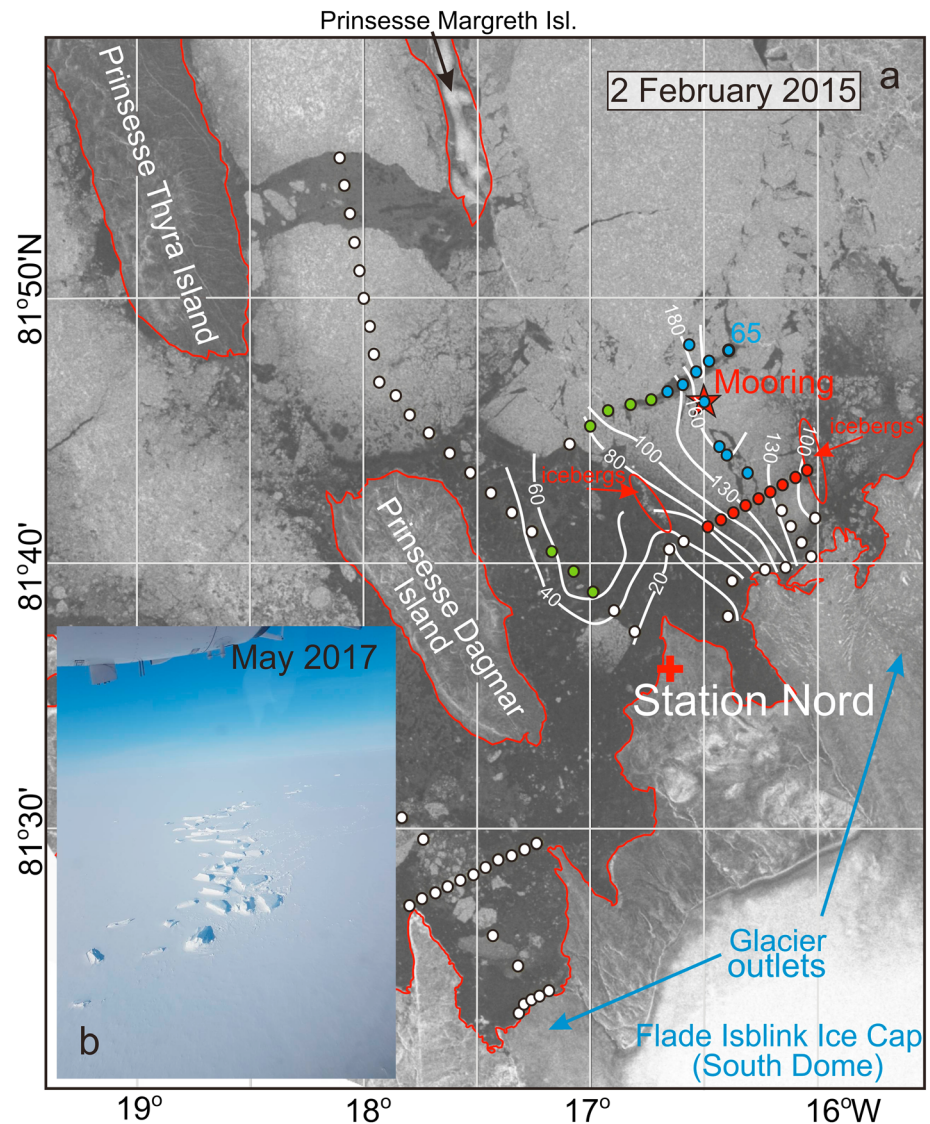 Prinsesse Margreth Isl.
a
2 February 2015
Prinsesse Thyra Island
81°50'N
180
65
Mooring
160
icebergs
130
100
100
80
130
icebergs
60
81°40'
40
20
Prinsesse Dagmar
Island
May 2017
Station Nord
81°30'
Glacier
outlets
b
Flade Isblink Ice Cap
(South Dome)
19°
18°
17°
16°W